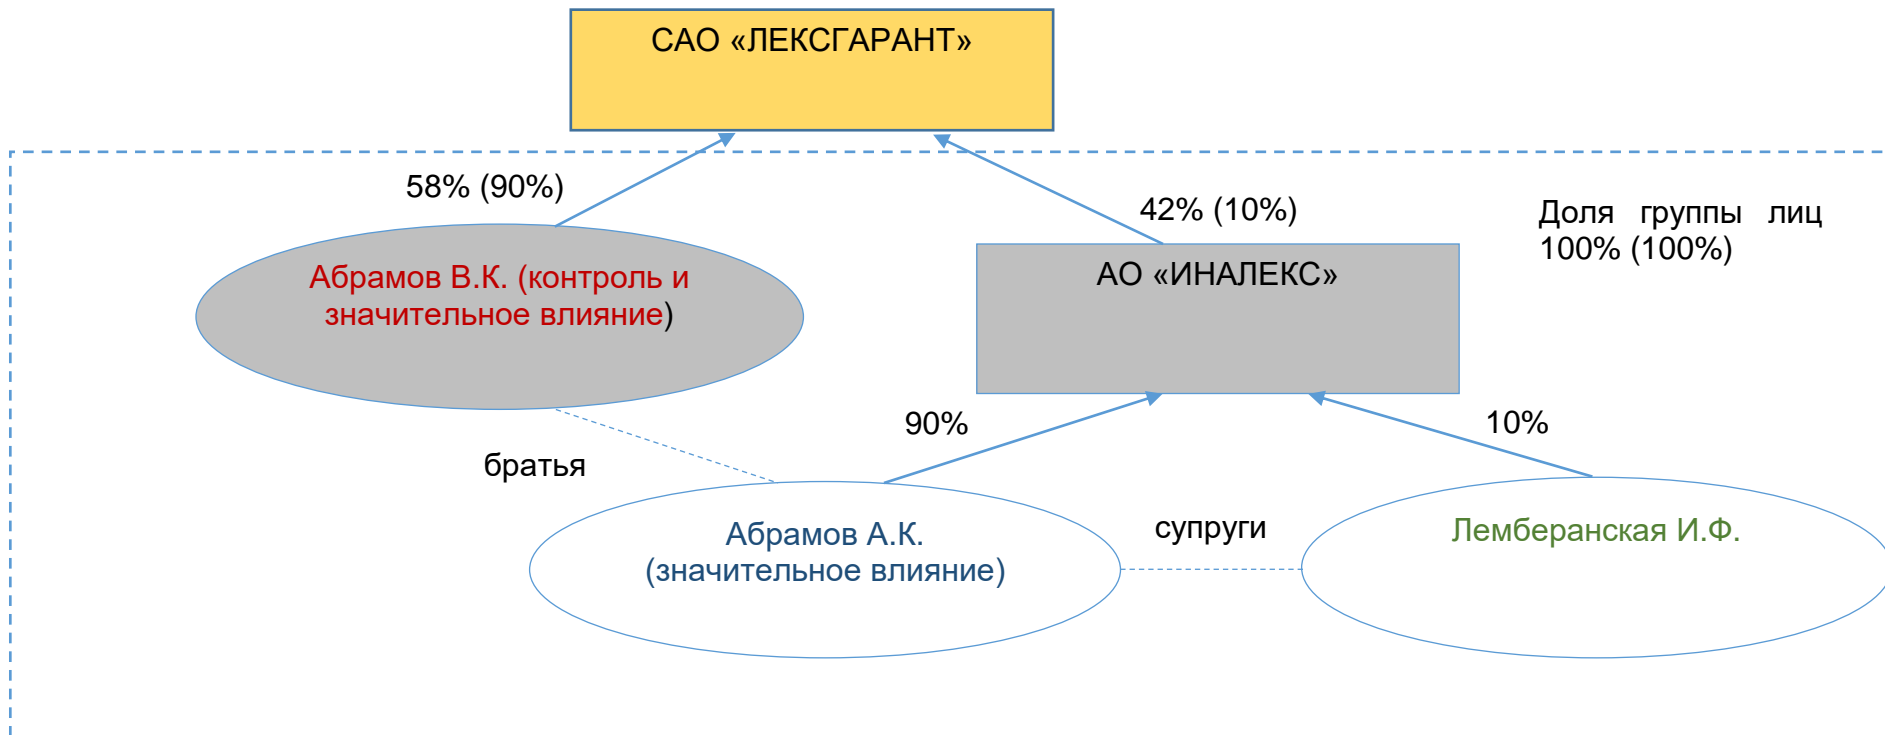 САО «ЛЕКСГАРАНТ»
58% (90%)
42% (10%)
Доля группы лиц
100% (100%)
Абрамов В.К. (контроль и
значительное влияние)
АО «ИНАЛЕКС»
90%
10%
братья
Абрамов А.К.
(значительное влияние)
супруги
Лемберанская И.Ф.